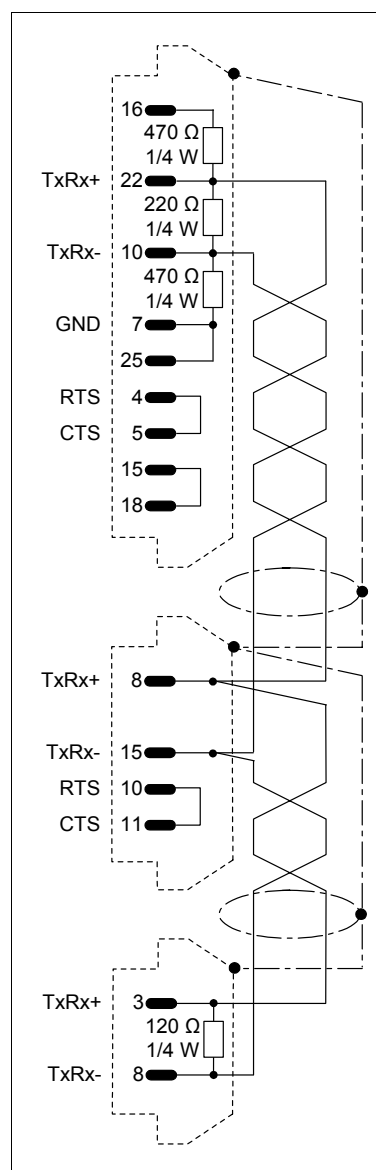 16
470 Ω
1/4 W
TxRx+ 22
220 Ω
1/4 W
TxRx- 10
470 Ω
1/4 W
GND 7
25
RTS 4
CTS 5
15
18
TxRx+ 8
TxRx- 15
RTS 10
CTS 11
TxRx+ 3
120 Ω
1/4 W
TxRx- 8